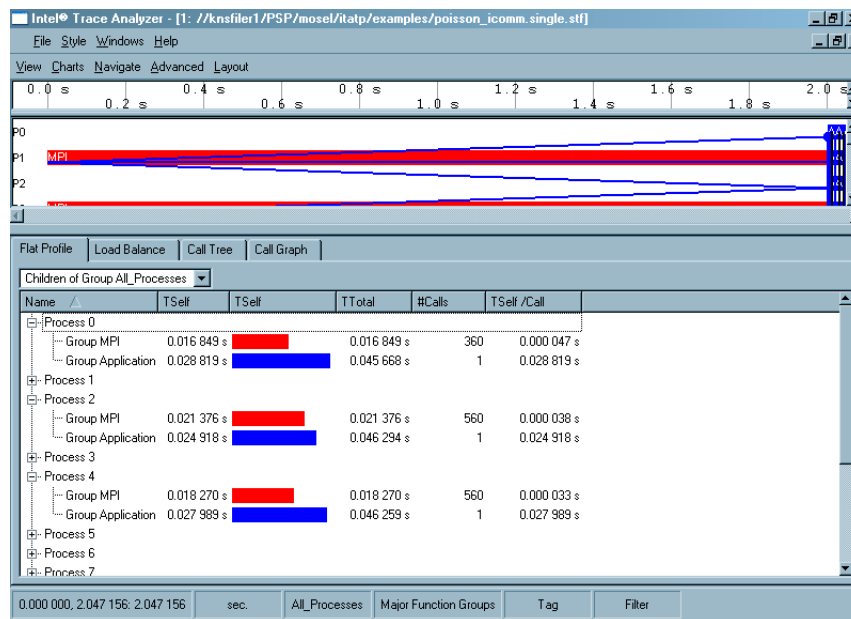 Intel® Trace Analyzer - [1: //knsfiler1/PSP/mosel/itatp/examples/poisson_icomm.single.stf]
File Style Windows Help
View Charts Navigate Advanced Layout
0.0 s 0.4 s 0.8 s 1.2 s 1.6 s 2.0 s
0.2 s 0.6 s 1.0 s 1.4 s 1.8 s
P0
P1 MPI
P2
MPI
Flat Profile Load Balance Call Tree Call Graph
Children of Group All_Processes
Name TSelf TSelf TTotal #Calls TSelf /Call
Process 0
Group MPI 0.016 849 s 0.016 849 s 360 0.000 047 s
Group Application 0.028 819 s 0.045 668 s 1 0.028 819 s
Process 1
Process 2
Group MPI 0.021 376 s 0.021 376 s 560 0.000 038 s
Group Application 0.024 918 s 0.046 294 s 1 0.024 918 s
Process 3
Process 4
Group MPI 0.018 270 s 0.018 270 s 560 0.000 033 s
Group Application 0.027 989 s 0.046 259 s 1 0.027 989 s
Process 5
Process 6
Process 7
0.000 000, 2.047 156: 2.047 156 sec. All_Processes Major Function Groups Tag Filter